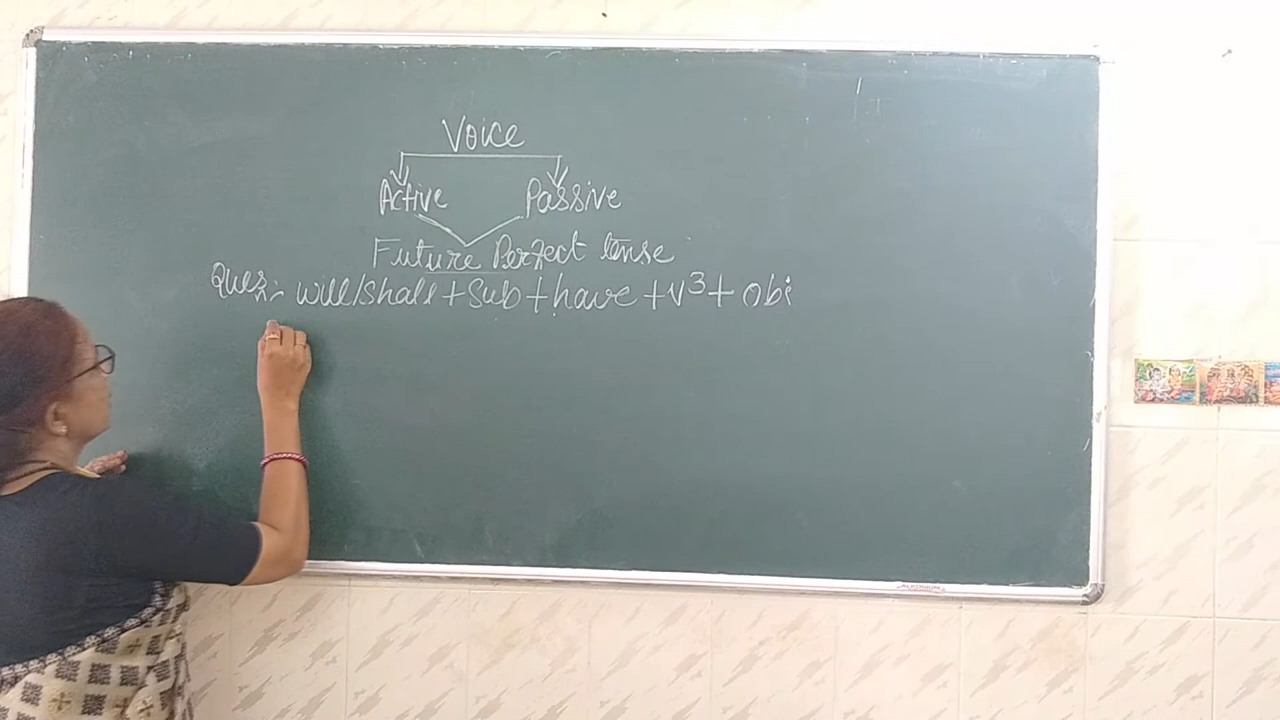 Voice
Active Passive
Future Perfect tense
Ques:- will/shall + Sub + have + V³ + obj